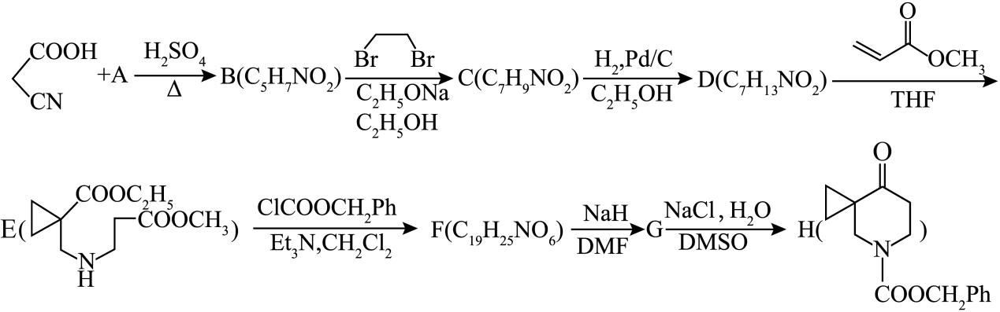 COOH
CN
+A
H₂SO₄
Δ
B(C₅H₇NO₂)
Br Br
C₂H₅ONa
C₂H₅OH
C(C₇H₉NO₂)
H₂,Pd/C
C₂H₅OH
D(C₇H₁₃NO₂)
O
OCH₃
THF
E(
COOC₂H₅
COOCH₃)
N
H
ClCOOCH₂Ph
Et₃N,CH₂Cl₂
F(C₁₉H₂₅NO₆)
NaH
DMF
G
NaCl , H₂O
DMSO
H(
O
N
)
COOCH₂Ph